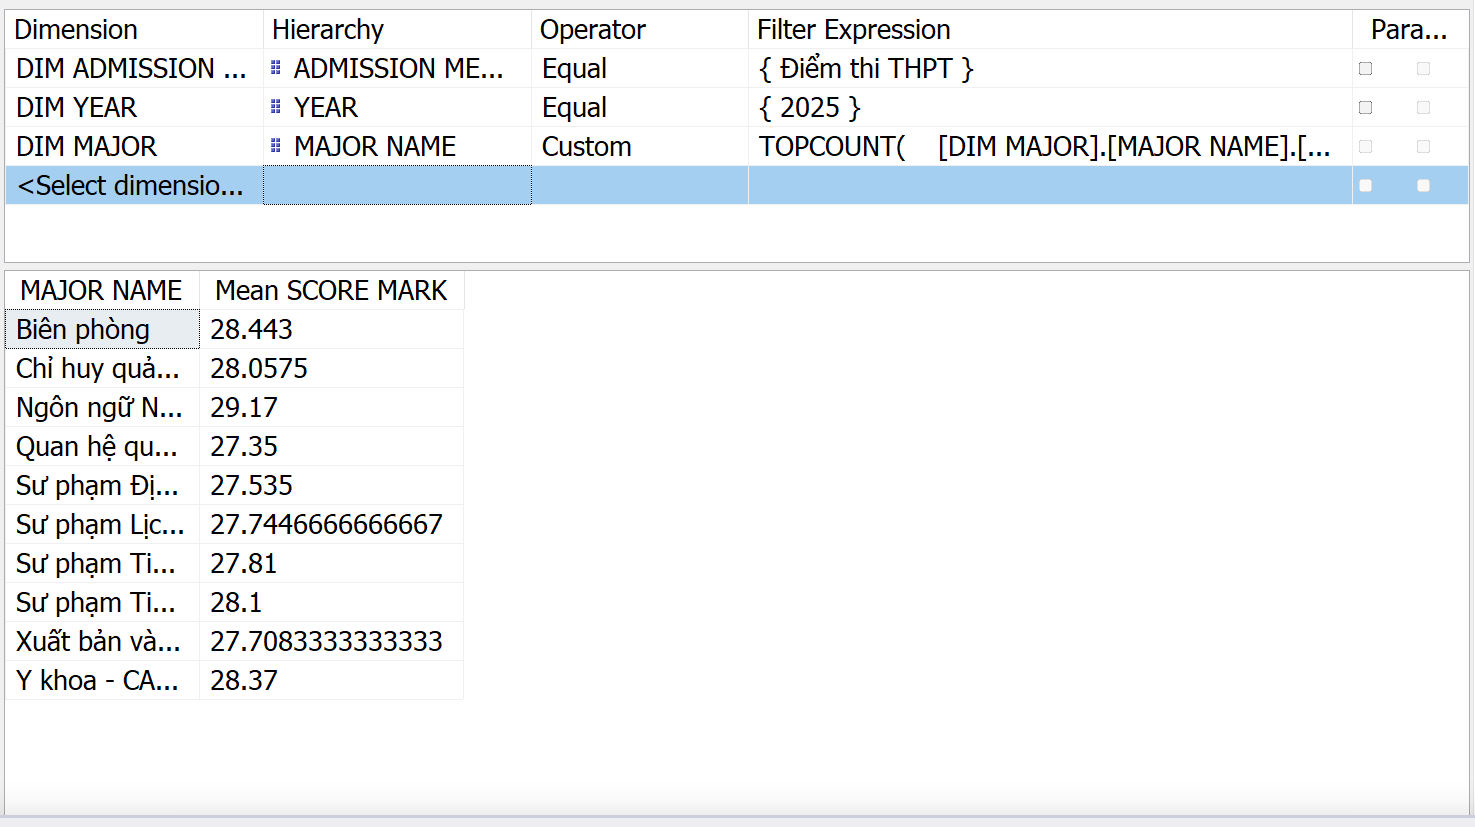 Dimension Hierarchy Operator Filter Expression Para...
DIM ADMISSION ... ADMISSION ME... Equal { Điểm thi THPT }
DIM YEAR YEAR Equal { 2025 }
DIM MAJOR MAJOR NAME Custom TOPCOUNT( [DIM MAJOR].[MAJOR NAME].[...
<Select dimensio...
MAJOR NAME Mean SCORE MARK
Biên phòng 28.443
Chỉ huy quả... 28.0575
Ngôn ngữ N... 29.17
Quan hệ qu... 27.35
Sư phạm Đị... 27.535
Sư phạm Lịc... 27.7446666666667
Sư phạm Ti... 27.81
Sư phạm Ti... 28.1
Xuất bản và... 27.7083333333333
Y khoa - CA... 28.37